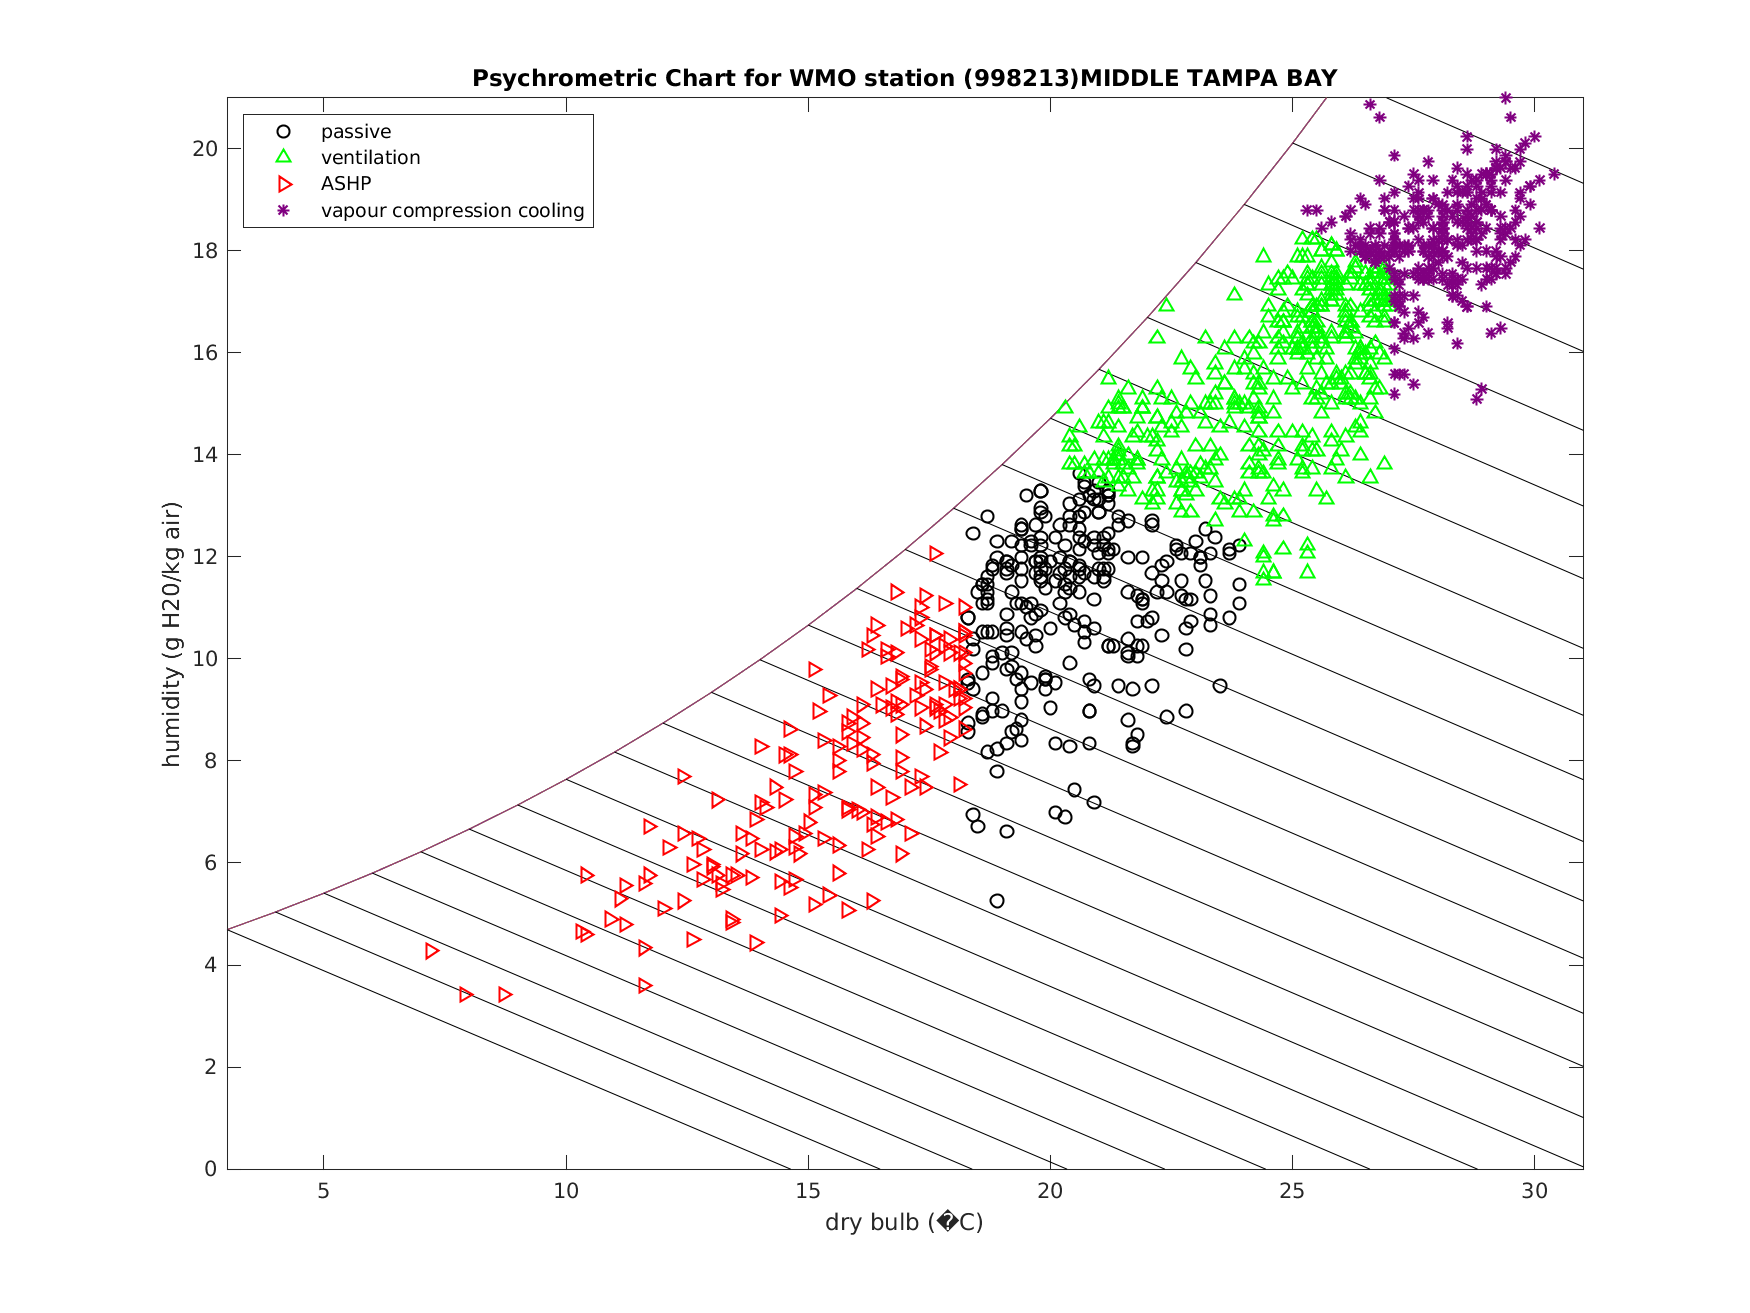 Psychrometric Chart for WMO station (998213)MIDDLE TAMPA BAY
passive
ventilation
ASHP
vapour compression cooling
humidity (g H20/kg air)
20
18
16
14
12
10
8
6
4
2
0
5 10 15 20 25 30
dry bulb (�C)